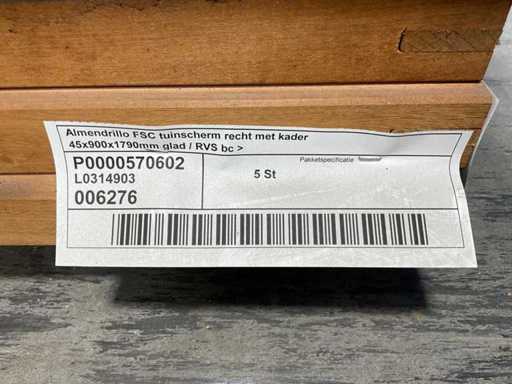 Almendrillo FSC tuinscherm recht met kader
45x900x1790mm glad / RVS bc >
P0000570602
L0314903
006276
Pakketspecificatie
5 St